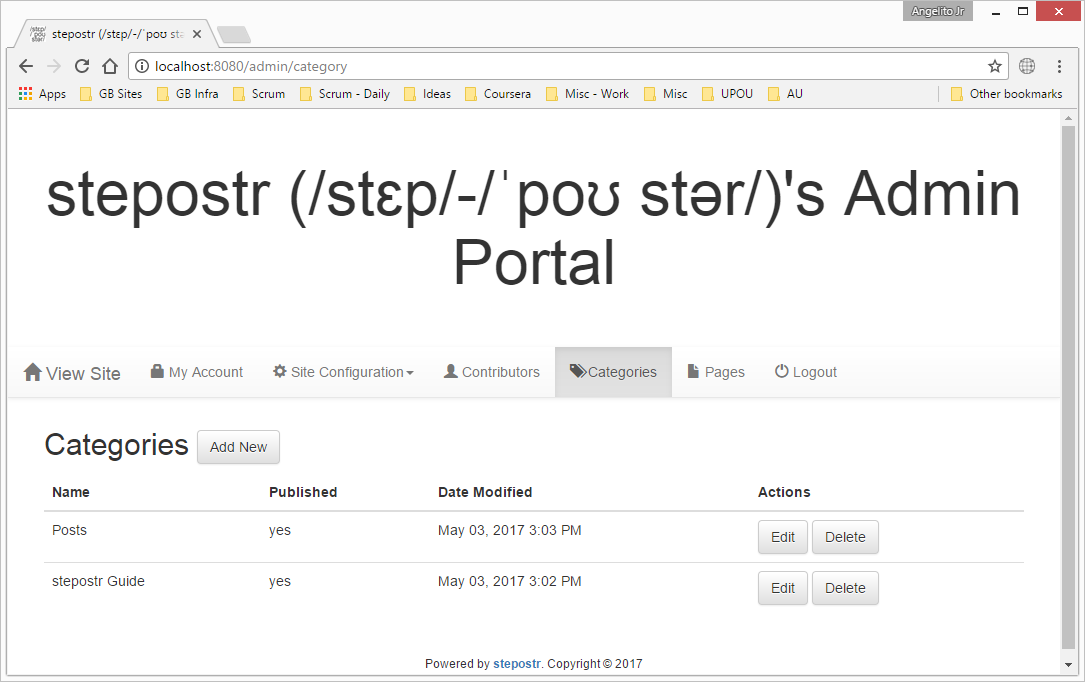 Angelito Jr
stepostr (/stɛp/-/ˈpoʊ stə
localhost:8080/admin/category
Apps GB Sites GB Infra Scrum Scrum - Daily Ideas Coursera Misc - Work Misc UPOU AU Other bookmarks
stepostr (/stɛp/-/ˈpoʊ stər/)'s Admin
Portal
View Site My Account Site Configuration Contributors Categories Pages Logout
Categories Add New
Name Published Date Modified Actions
Posts yes May 03, 2017 3:03 PM Edit Delete
stepostr Guide yes May 03, 2017 3:02 PM Edit Delete
Powered by stepostr. Copyright © 2017